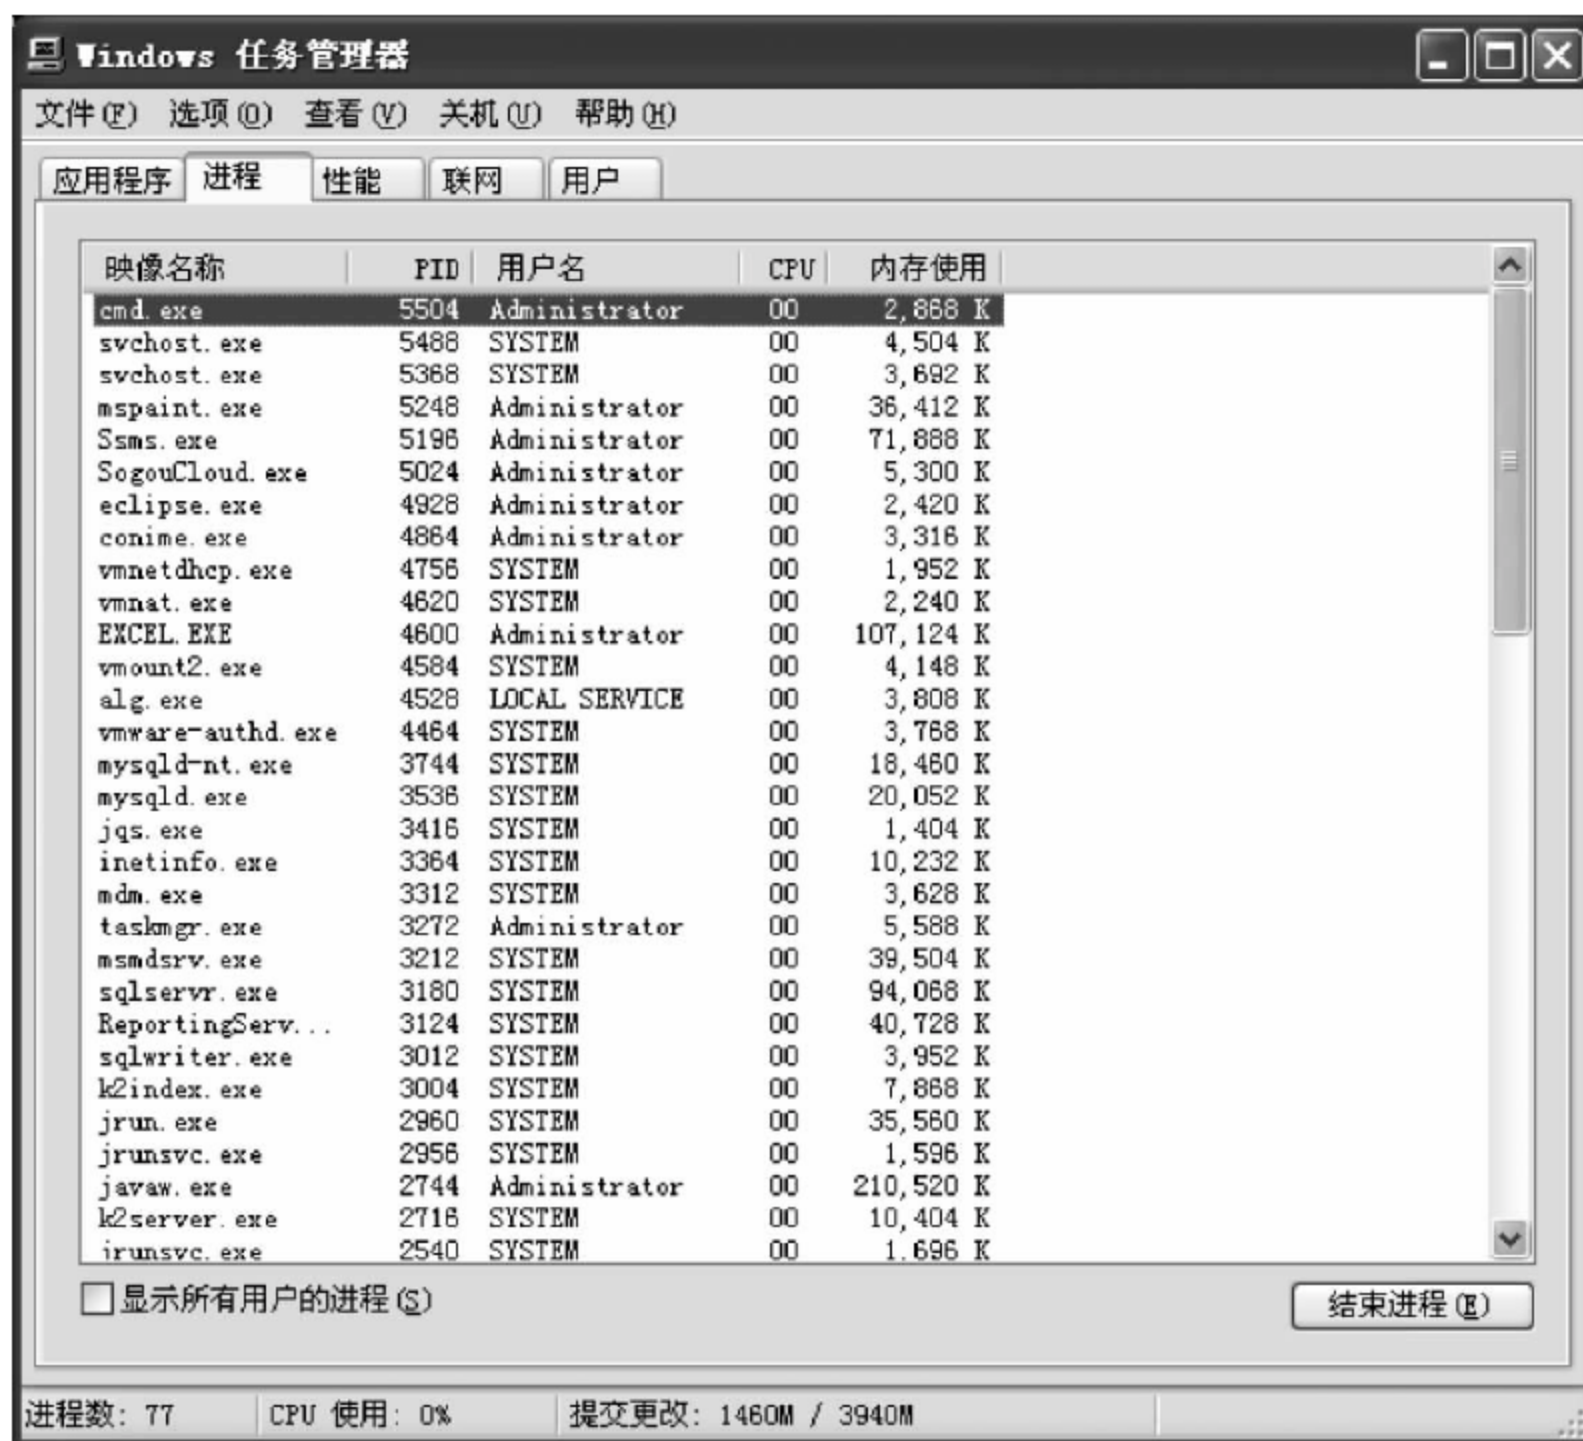 Windows 任务管理器
文件(F) 选项(O) 查看(V) 关机(U) 帮助(H)
应用程序 进程 性能 联网 用户
映像名称 PID 用户名 CPU 内存使用
cmd.exe 5504 Administrator 00 2,868 K
svchost.exe 5488 SYSTEM 00 4,504 K
svchost.exe 5368 SYSTEM 00 3,692 K
mspaint.exe 5248 Administrator 00 36,412 K
Ssms.exe 5196 Administrator 00 71,888 K
SogouCloud.exe 5024 Administrator 00 5,300 K
eclipse.exe 4928 Administrator 00 2,420 K
conime.exe 4864 Administrator 00 3,316 K
vmnetdhcp.exe 4756 SYSTEM 00 1,952 K
vmnat.exe 4620 SYSTEM 00 2,240 K
EXCEL.EXE 4600 Administrator 00 107,124 K
vmount2.exe 4584 SYSTEM 00 4,148 K
alg.exe 4528 LOCAL SERVICE 00 3,808 K
vmware-authd.exe 4464 SYSTEM 00 3,768 K
mysqld-nt.exe 3744 SYSTEM 00 18,460 K
mysqld.exe 3536 SYSTEM 00 20,052 K
jqs.exe 3416 SYSTEM 00 1,404 K
inetinfo.exe 3364 SYSTEM 00 10,232 K
mdm.exe 3312 SYSTEM 00 3,628 K
taskmgr.exe 3272 Administrator 00 5,588 K
msmdsrv.exe 3212 SYSTEM 00 39,504 K
sqlservr.exe 3180 SYSTEM 00 94,068 K
ReportingServ... 3124 SYSTEM 00 40,728 K
sqlwriter.exe 3012 SYSTEM 00 3,952 K
k2index.exe 3004 SYSTEM 00 7,868 K
jrun.exe 2960 SYSTEM 00 35,560 K
jrunsvc.exe 2956 SYSTEM 00 1,596 K
javaw.exe 2744 Administrator 00 210,520 K
k2server.exe 2716 SYSTEM 00 10,404 K
jrunsvc.exe 2540 SYSTEM 00 1,696 K
显示所有用户的进程(S) 结束进程(E)
进程数: 77 CPU 使用: 0% 提交更改: 1460M / 3940M